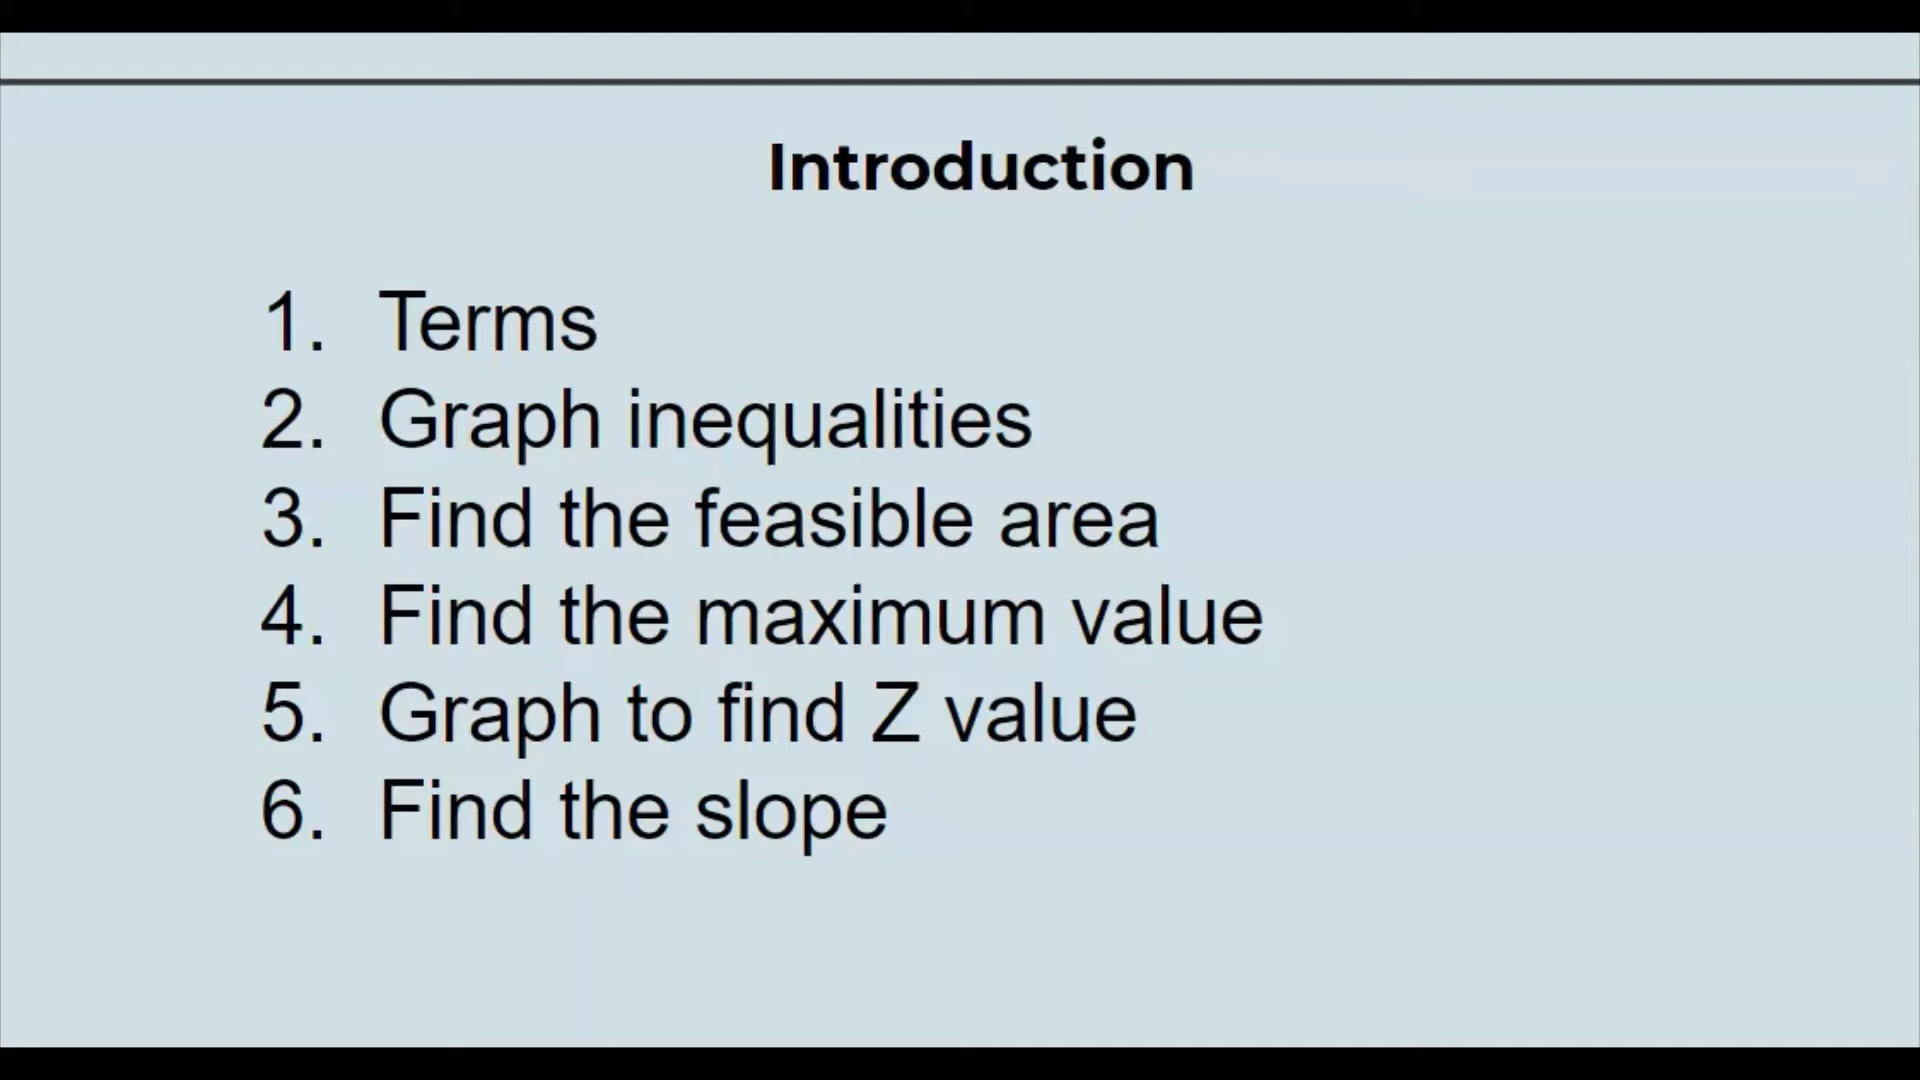 Introduction
1. Terms
2. Graph inequalities
3. Find the feasible area
4. Find the maximum value
5. Graph to find Z value
6. Find the slope